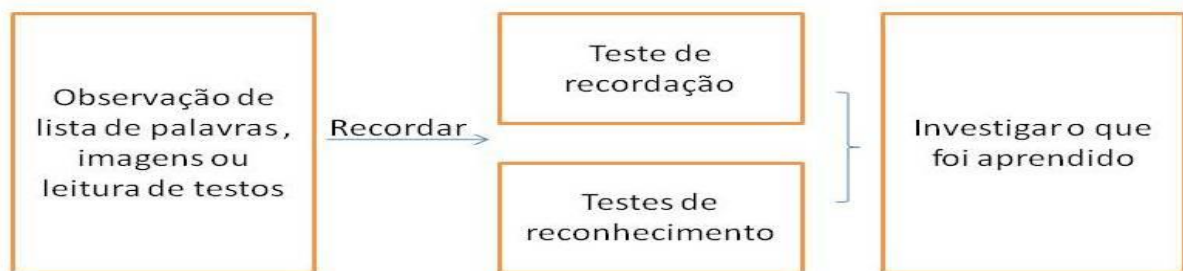 Observação de
lista de palavras,
imagens ou
leitura de testos
Recordar
Teste de
recordação
Testes de
reconhecimento
Investigar o que
foi aprendido